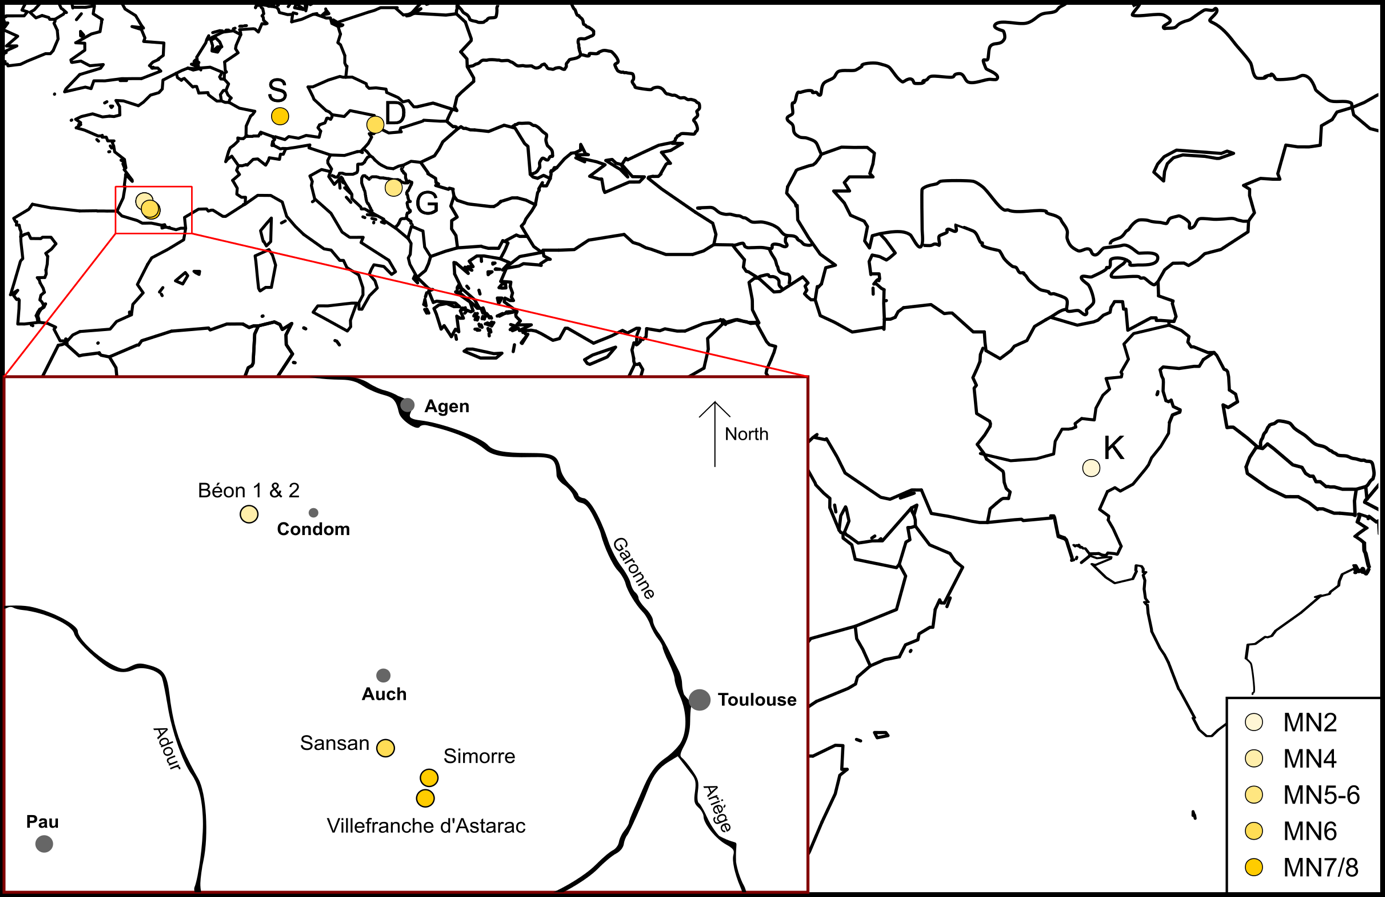 S
D
G
K
Agen
North
Béon 1 & 2
Condom
Garonne
Auch
Toulouse
Sansan
Simorre
Adour
Ariège
Villefranche d'Astarac
Pau
MN2
MN4
MN5-6
MN6
MN7/8